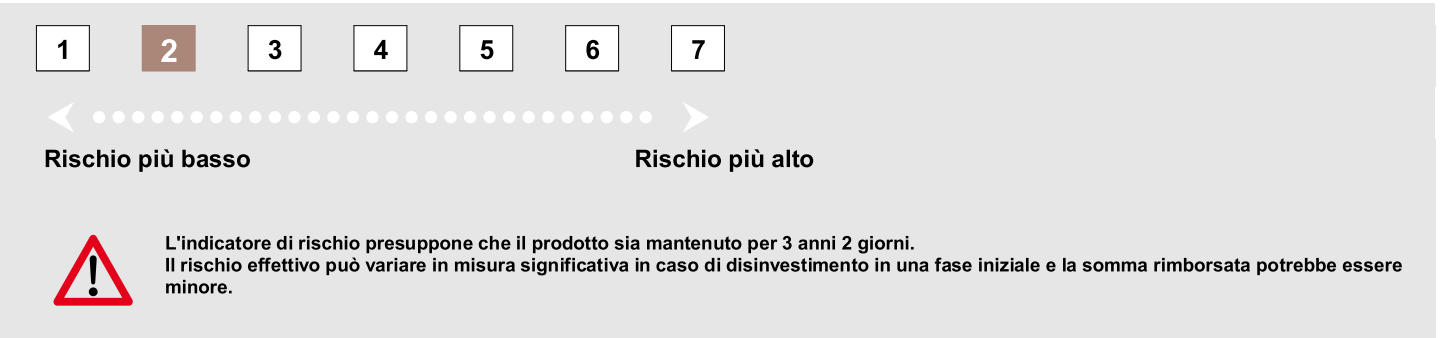 1 2 3 4 5 6 7
Rischio più basso Rischio più alto
L'indicatore di rischio presuppone che il prodotto sia mantenuto per 3 anni 2 giorni.
Il rischio effettivo può variare in misura significativa in caso di disinvestimento in una fase iniziale e la somma rimborsata potrebbe essere
minore.